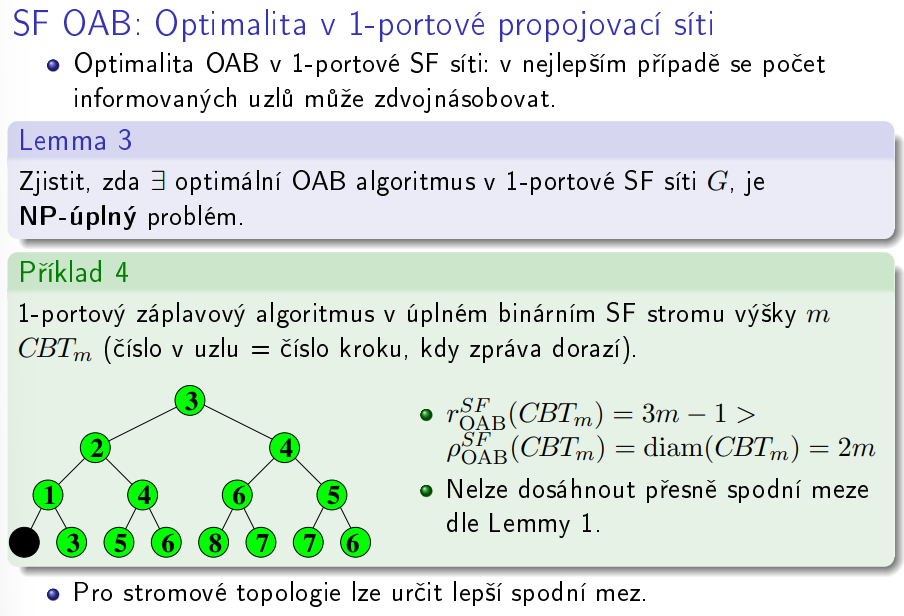 SF OAB: Optimalita v 1-portové propojovací síti
Optimalita OAB v 1-portové SF síti: v nejlepším případě se počet
informovaných uzlů může zdvojnásobovat.
Lemma 3
Zjistit, zda ∃ optimální OAB algoritmus v 1-portové SF síti G, je
NP-úplný problém.
Příklad 4
1-portový záplavový algoritmus v úplném binárním SF stromu výšky m
CBT_m (číslo v uzlu = číslo kroku, kdy zpráva dorazí).
3
2 4
1 4 6 5
3 5 6 8 7 7 6
r^{SF}_{OAB}(CBT_m) = 3m − 1 >
ρ^{SF}_{OAB}(CBT_m) = diam(CBT_m) = 2m
Nelze dosáhnout přesně spodní meze
dle Lemmy 1.
Pro stromové topologie lze určit lepší spodní mez.